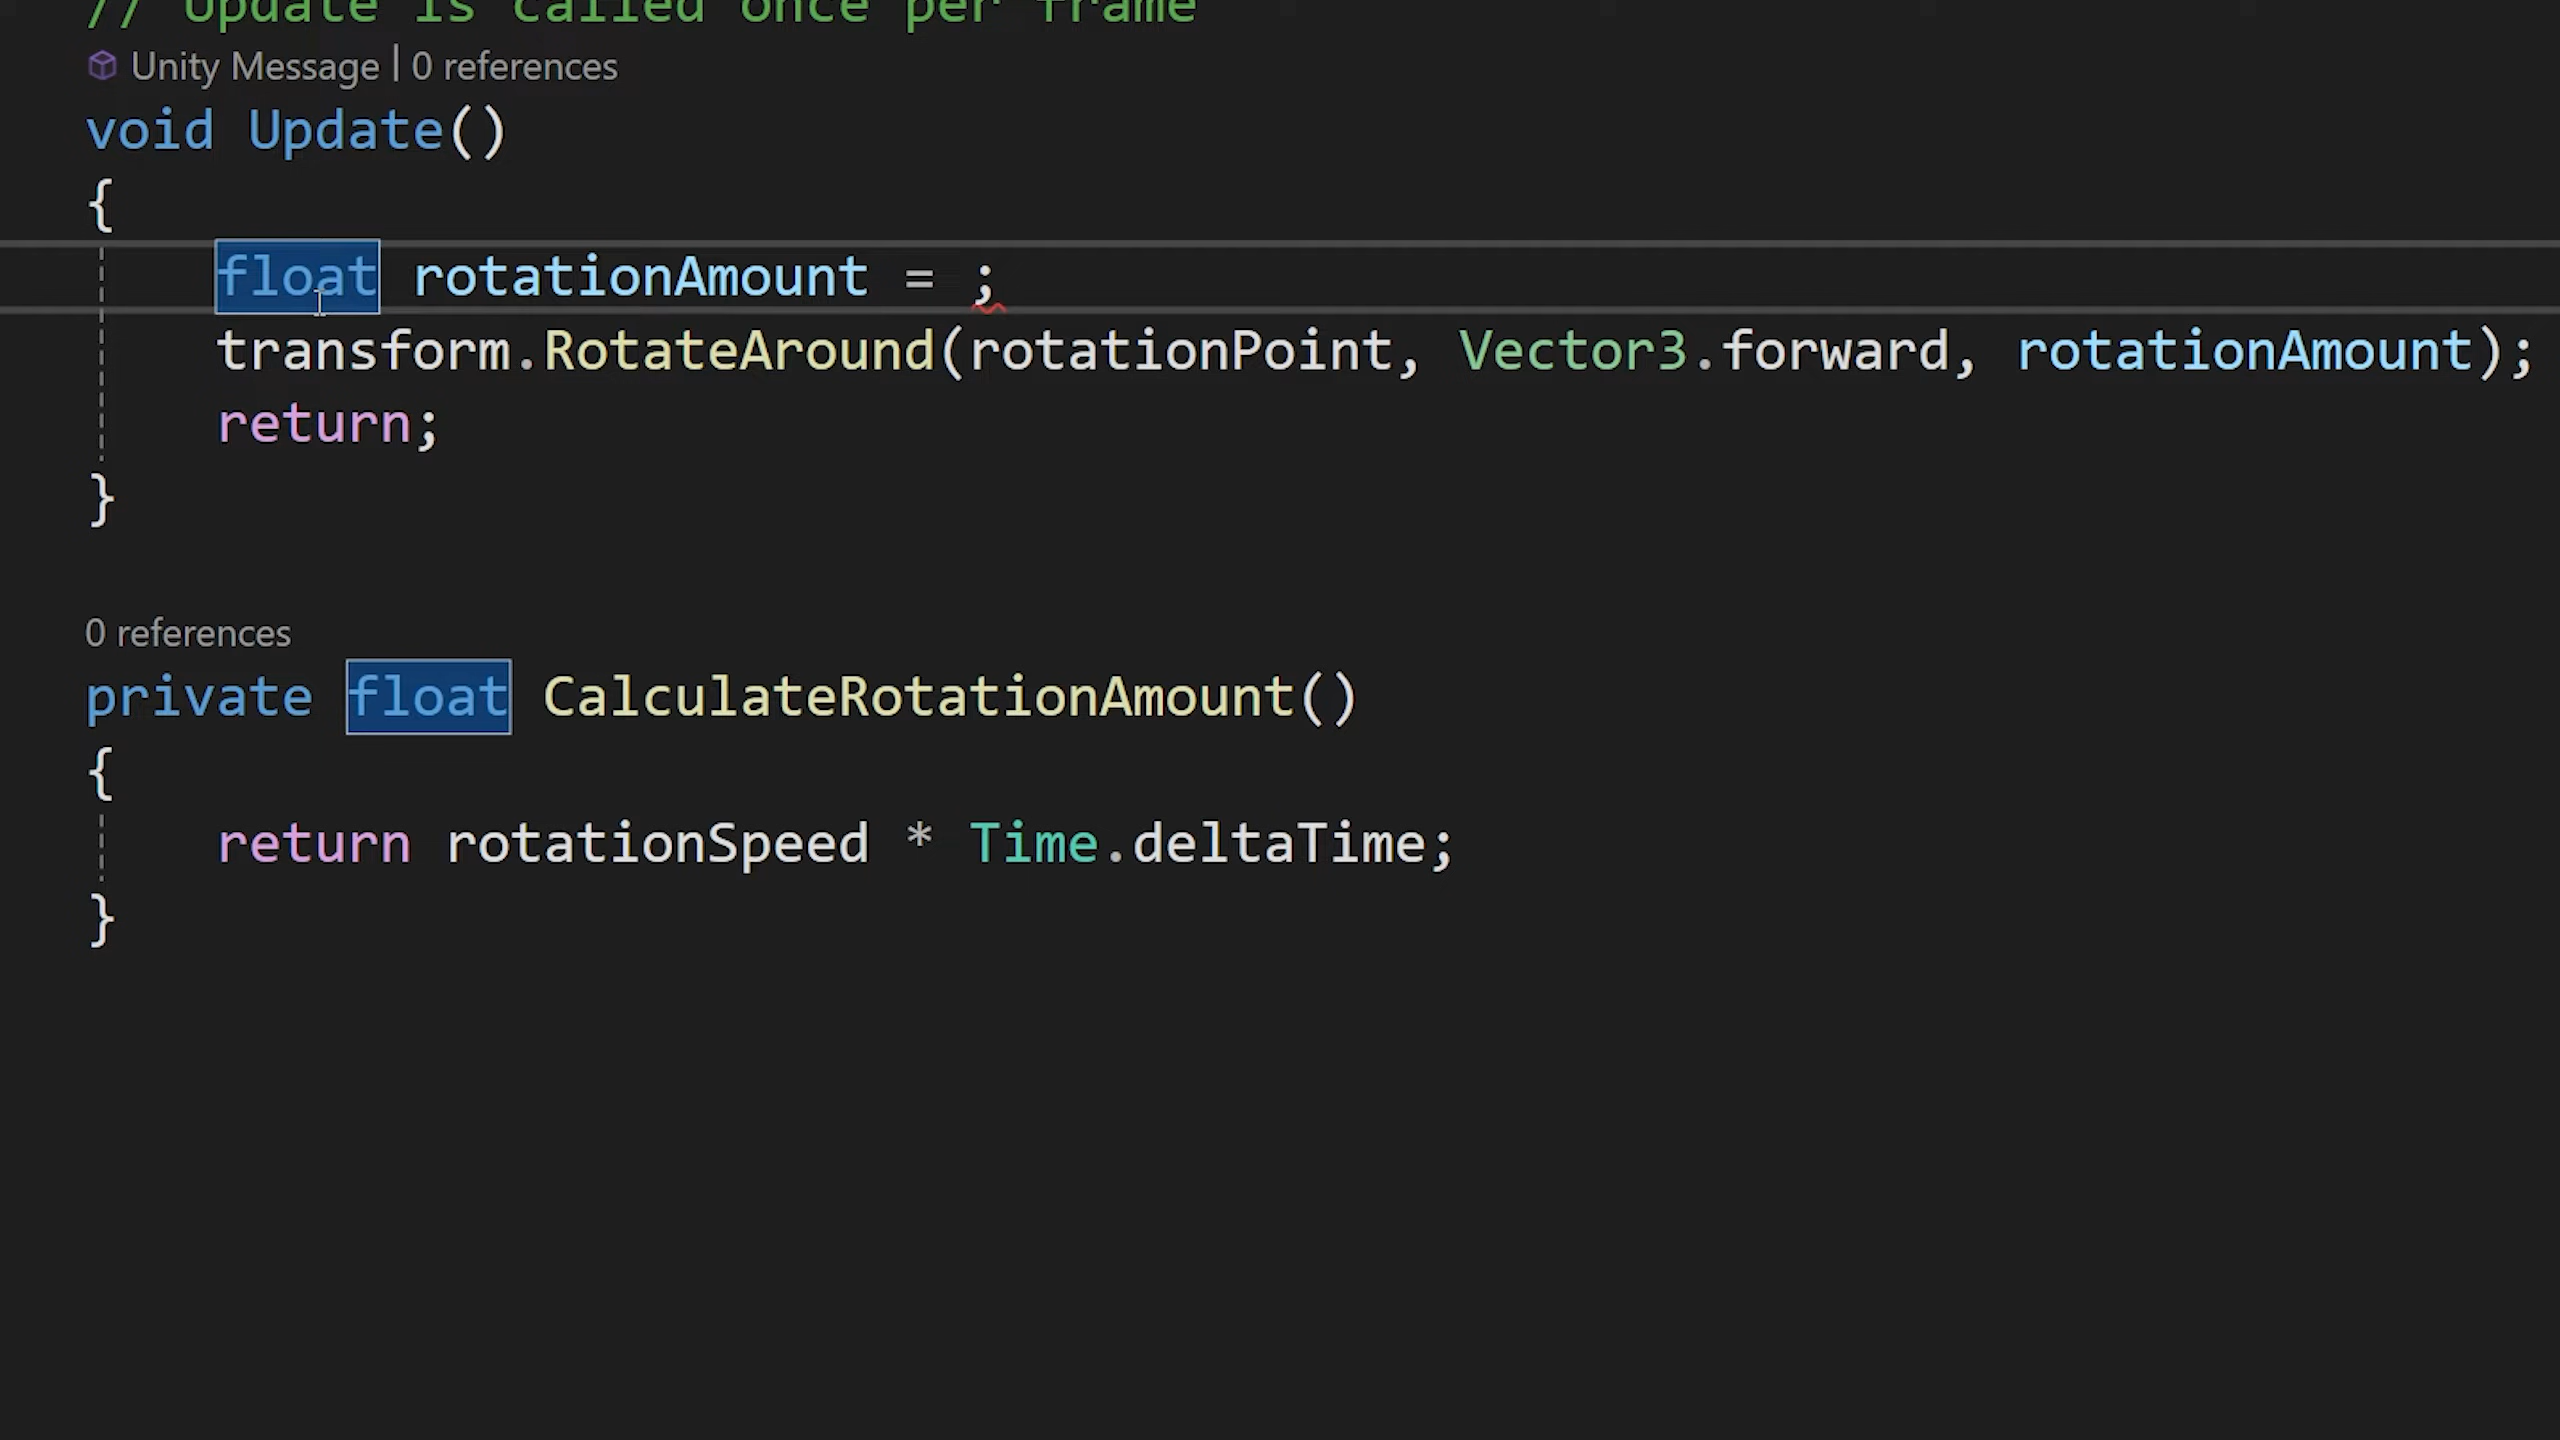 // Update is called once per frame
Unity Message | 0 references
void Update()
{
float rotationAmount = ;
transform.RotateAround(rotationPoint, Vector3.forward, rotationAmount);
return;
}
0 references
private float CalculateRotationAmount()
{
return rotationSpeed * Time.deltaTime;
}